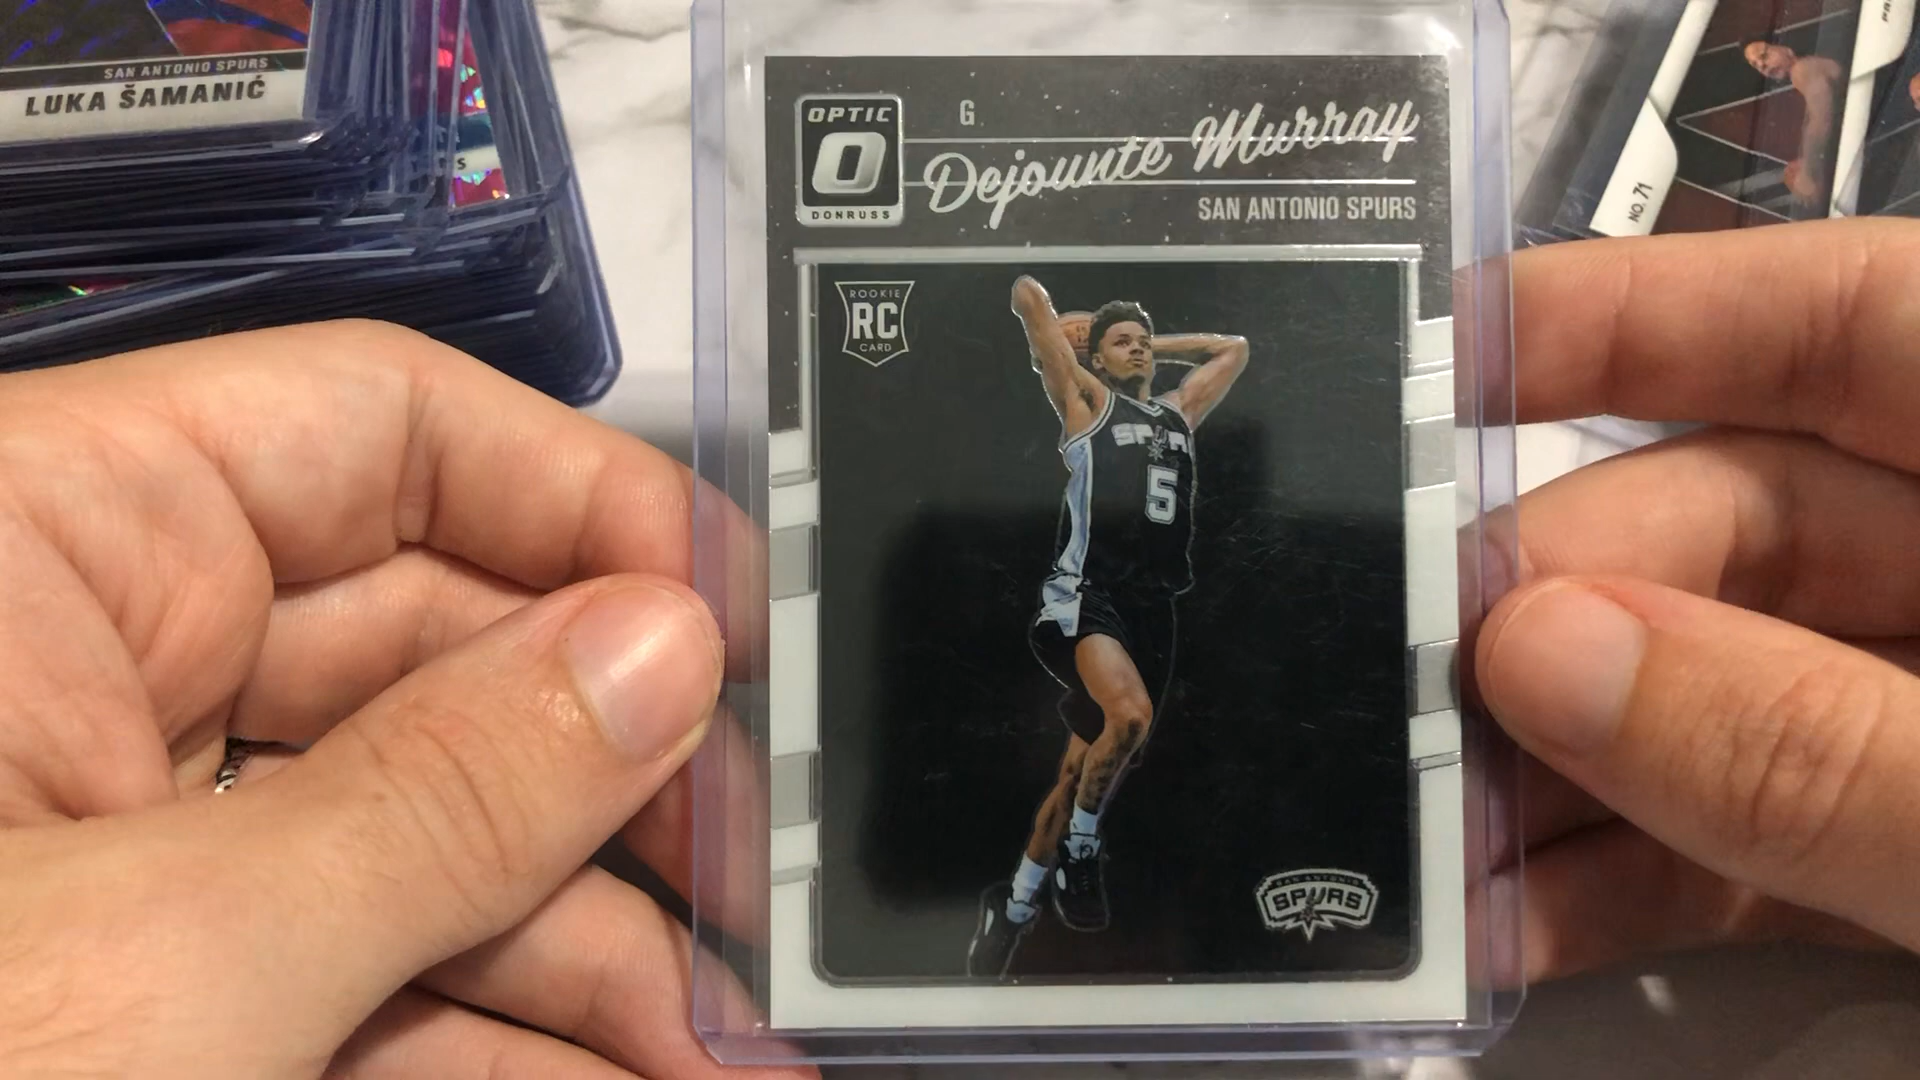 SAN ANTONIO SPURS
LUKA ŠAMANIĆ
S
OPTIC
O
DONRUSS
G
Dejounte Murray
SAN ANTONIO SPURS
ROOKIE
RC
CARD
SPUR
5
SAN ANTONIO
SPURS
NO. 71